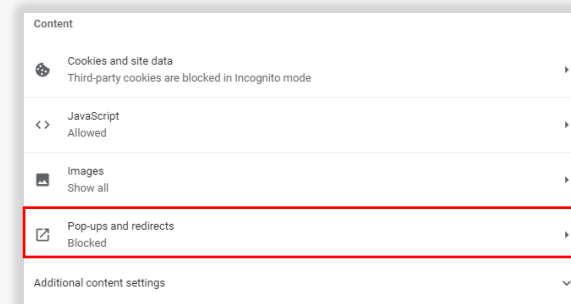 Content
Cookies and site data
Third-party cookies are blocked in Incognito mode
JavaScript
Allowed
Images
Show all
Pop-ups and redirects
Blocked
Additional content settings